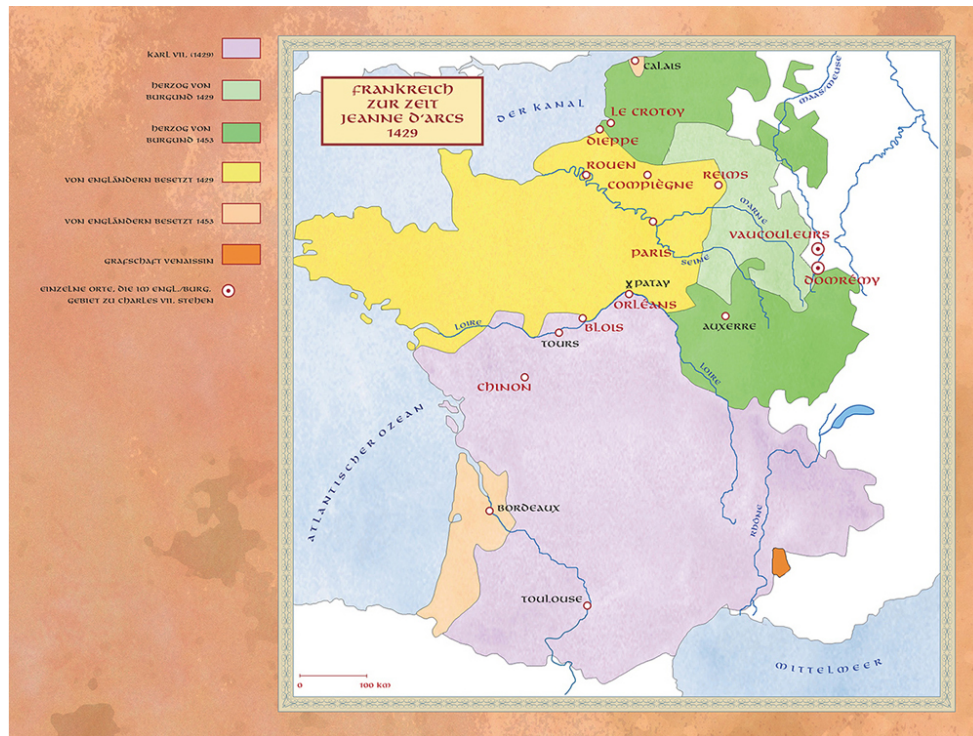 Karl VII. (1429)
Herzog von
Burgund 1429
Herzog von
Burgund 1453
von Engländern besetzt 1429
von Engländern besetzt 1453
Grafschaft Venaissin
Einzelne Orte, die im engl./burg.
Gebiet zu Charles VII. stehen
Frankreich
zur Zeit
Jeanne d'Arcs
1429
Der Kanal
Calais
Maas/Meuse
Le Crotoy
Dieppe
Rouen
Compiègne
Reims
Marne
Vaucouleurs
Paris
Seine
Domrémy
x Patay
Orléans
Auxerre
Loire
Blois
Tours
Loire
Chinon
Atlantischer Ozean
Bordeaux
Rhône
Toulouse
Mittelmeer
0 100 km